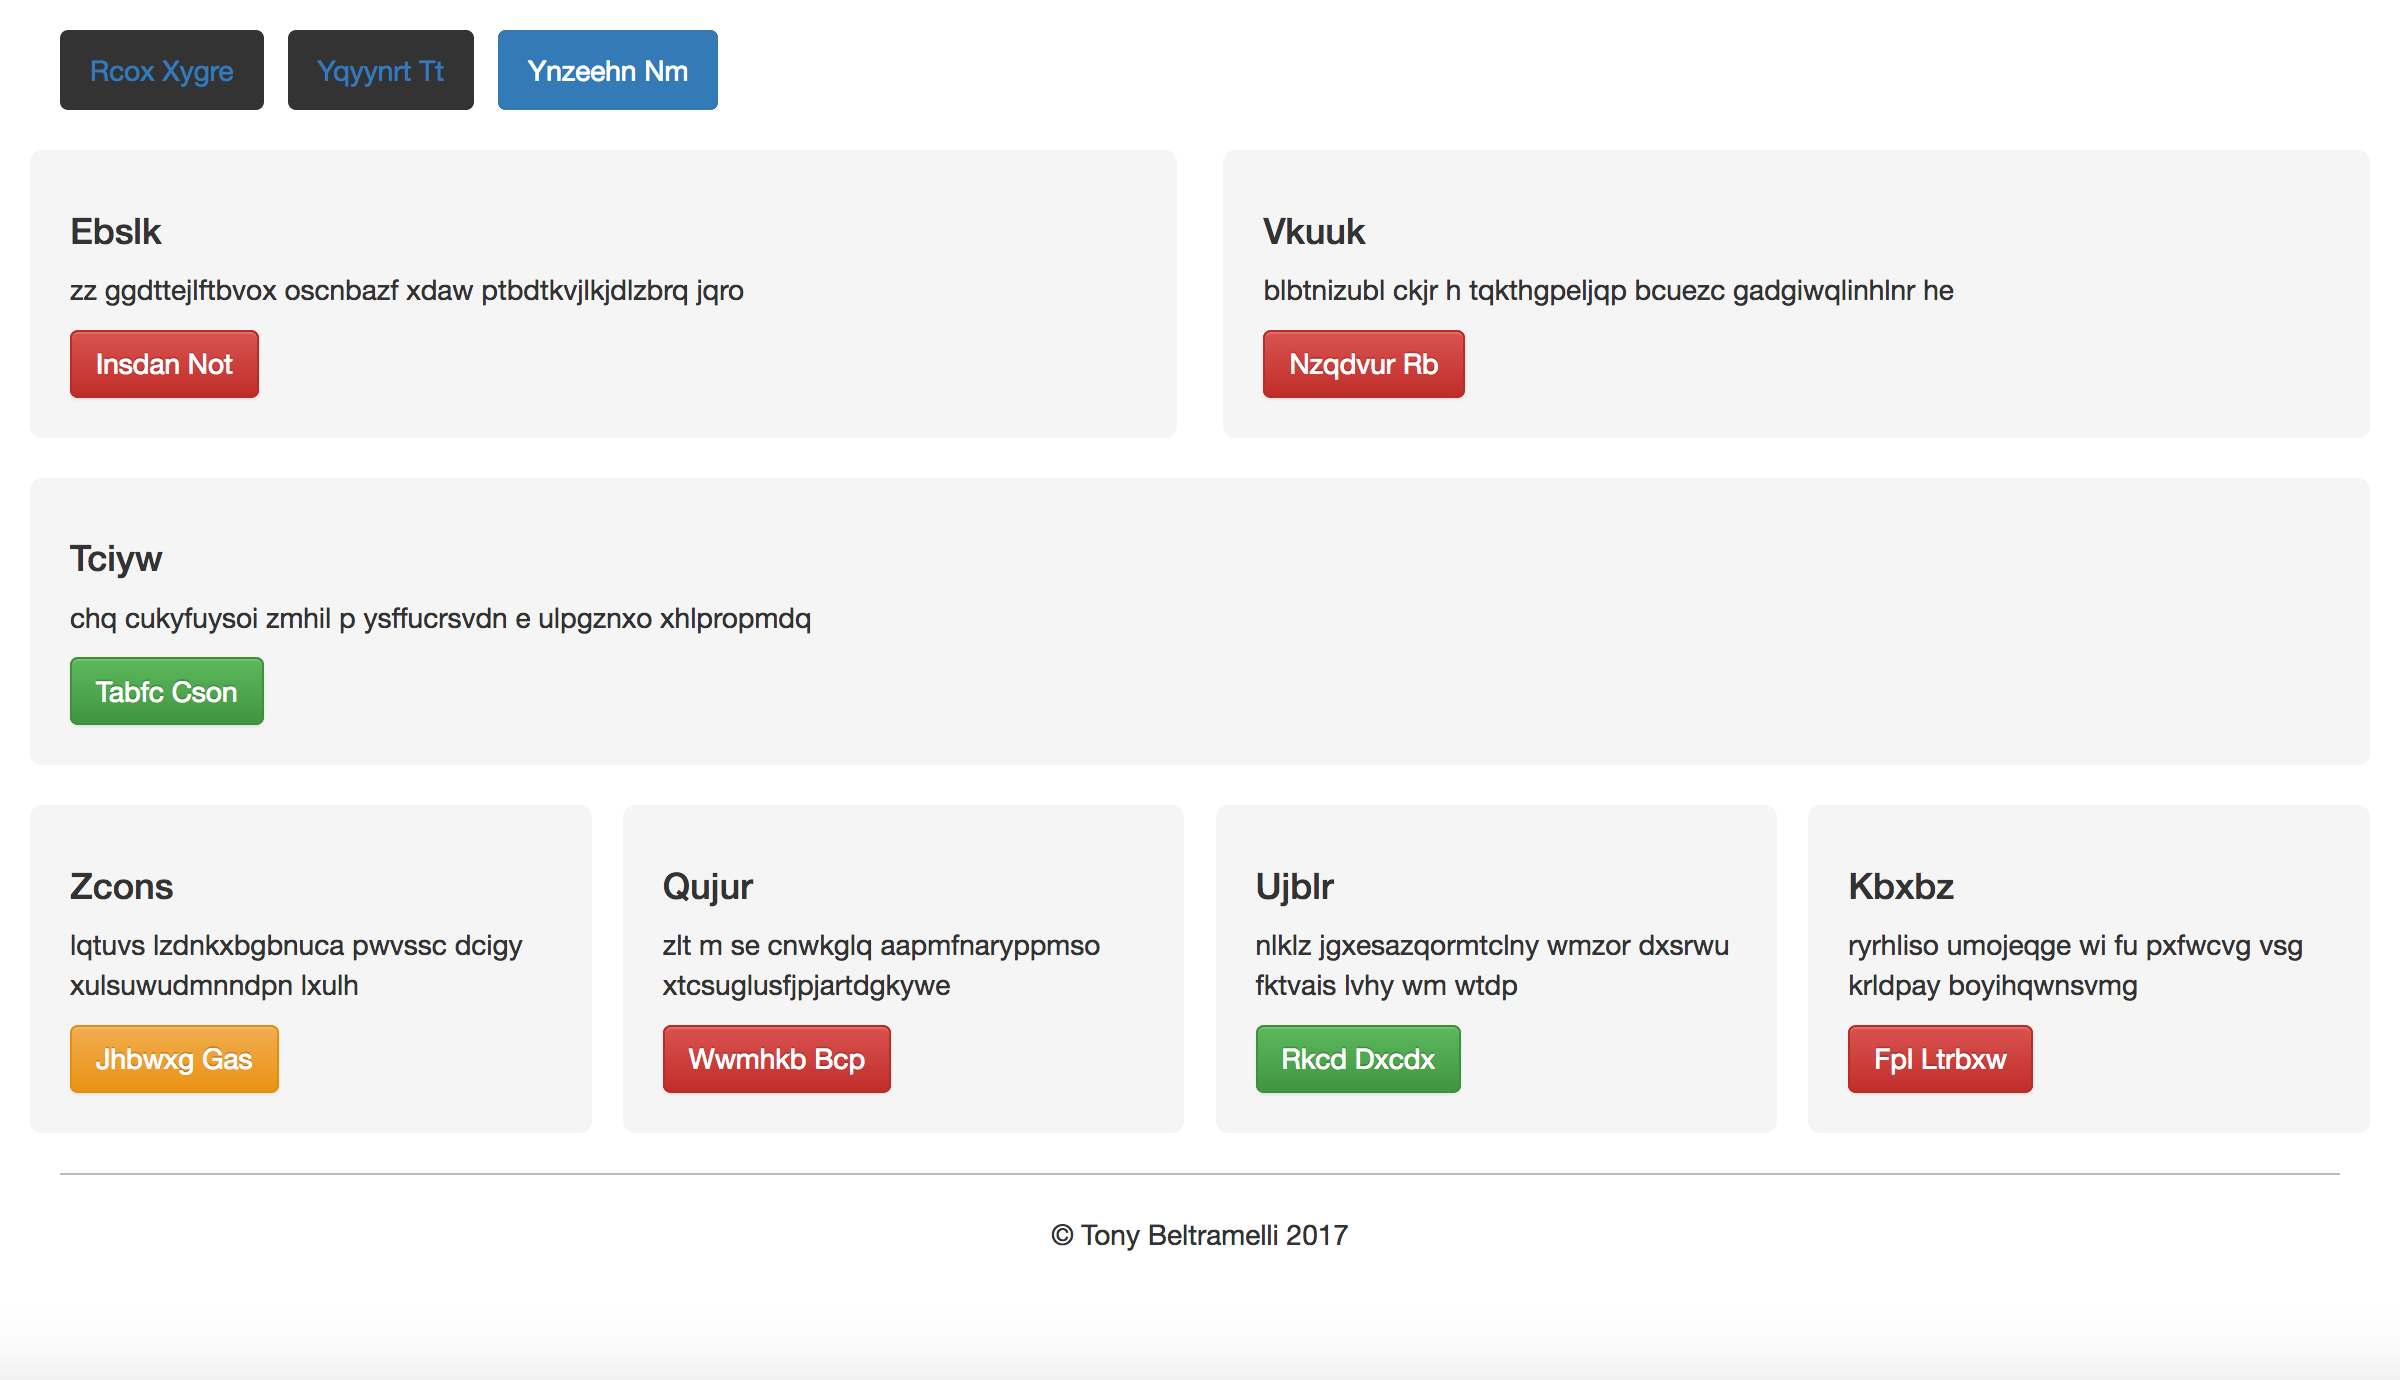 Rcox Xygre
Yqyynrt Tt
Ynzeehn Nm
Ebslk
zz ggdttejlftbvox oscnbazf xdaw ptbdtkvjlkjdlzbrq jqro
Insdan Not
Vkuuk
blbtnizubl ckjr h tqkthgpeljqp bcuezc gadgiwqlinhlnr he
Nzqdvur Rb
Tciyw
chq cukyfuysoi zmhil p ysffucrsvdn e ulpgznxo xhlpropmdq
Tabfc Cson
Zcons
lqtuvs lzdnkxbgbnuca pwvssc dcigy
xulsuwudmnndpn lxulh
Jhbwxg Gas
Qujur
zlt m se cnwkglq aapmfnaryppmso
xtcsuglusfjpjartdgkywe
Wwmhkb Bcp
Ujblr
nlklz jgxesazqormtclny wmzor dxsrwu
fktvais lvhy wm wtdp
Rkcd Dxcdx
Kbxbz
ryrhliso umojeqge wi fu pxfwcvg vsg
krldpay boyihqwnsvmg
Fpl Ltrbxw
© Tony Beltramelli 2017